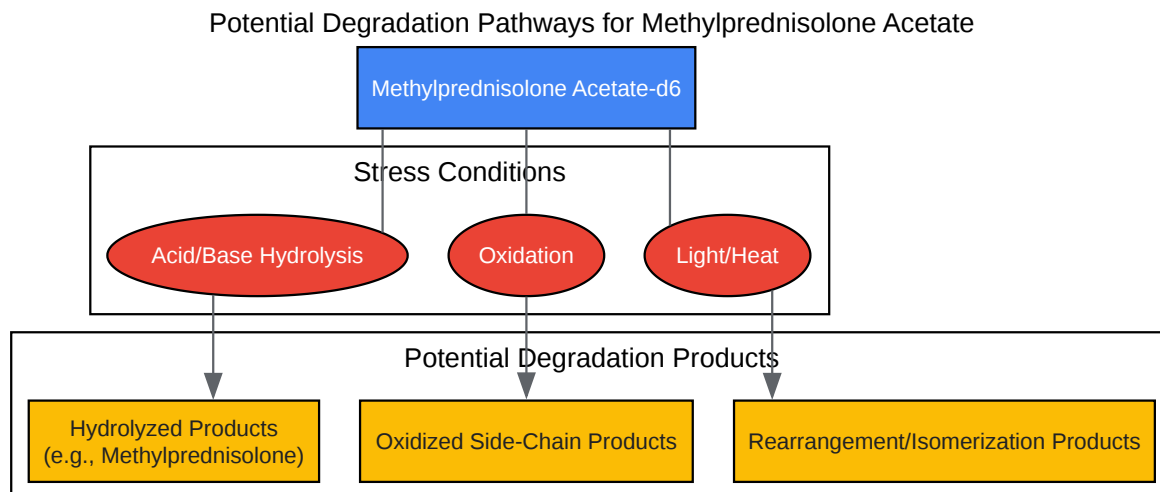 Potential Degradation Pathways for Methylprednisolone Acetate
Methylprednisolone Acetate-d6
Stress Conditions
Acid/Base Hydrolysis
Oxidation
Light/Heat
Potential Degradation Products
Hydrolyzed Products
(e.g., Methylprednisolone)
Oxidized Side-Chain Products
Rearrangement/Isomerization Products